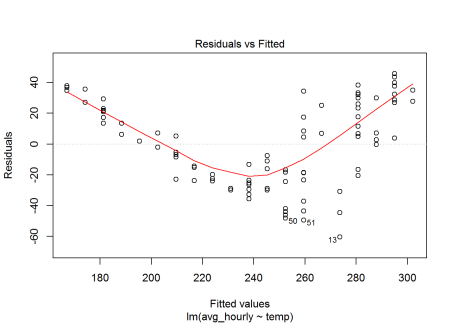 Residuals vs Fitted
Residuals
40
20
0
-20
-40
-60
50
51
13
180 200 220 240 260 280 300
Fitted values
lm(avg_hourly ~ temp)